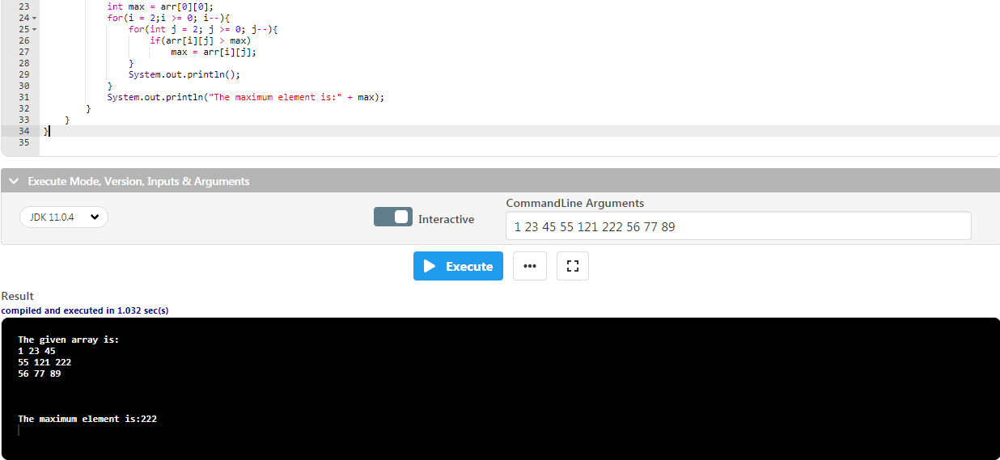 23 int max = arr[0][0];
24 for(i = 2;i >= 0; i--){
25 for(int j = 2; j >= 0; j--){
26 if(arr[i][j] > max)
27 max = arr[i][j];
28 }
29 System.out.println();
30 }
31 System.out.println("The maximum element is:" + max);
32 }
33 }
34 }
35
Execute Mode, Version, Inputs & Arguments
CommandLine Arguments
JDK 11.0.4
Interactive
1 23 45 55 121 222 56 77 89
Execute
Result
compiled and executed in 1.032 sec(s)
The given array is:
1 23 45
55 121 222
56 77 89
The maximum element is:222